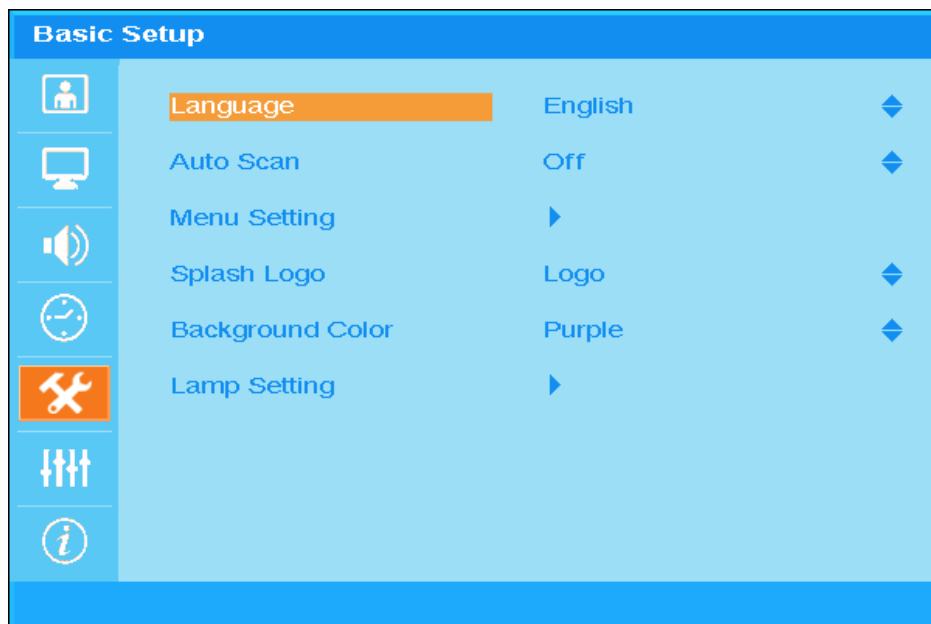 Basic Setup
Language English
Auto Scan Off
Menu Setting
Splash Logo Logo
Background Color Purple
Lamp Setting
i